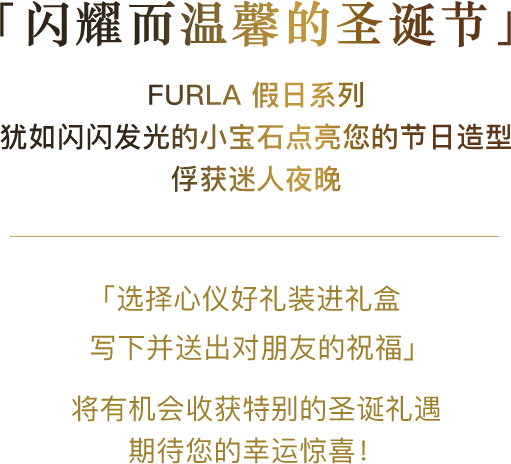 「闪耀而温馨的圣诞节」
FURLA 假日系列
犹如闪闪发光的小宝石点亮您的节日造型
俘获迷人夜晚
「选择心仪好礼装进礼盒
写下并送出对朋友的祝福」
将有机会收获特别的圣诞礼遇
期待您的幸运惊喜！